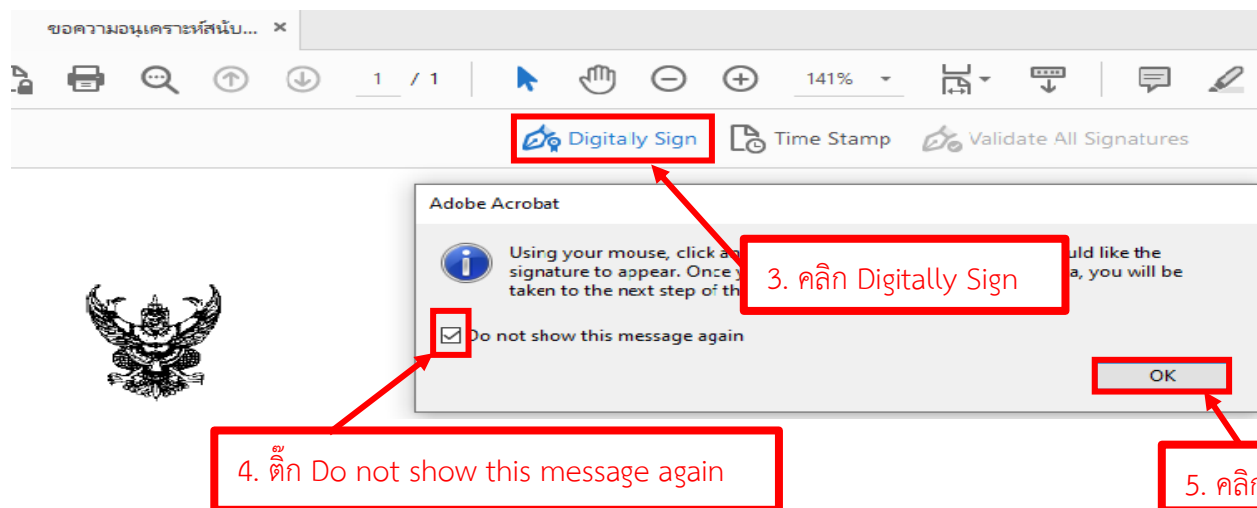 ขอความอนุเคราะห์สนับ...
1 / 1
141%
Digitally Sign
Time Stamp
Validate All Signatures
Adobe Acrobat
Using your mouse, click like the
signature to appear. Once you will be
taken to the next step of
3. คลิก Digitally Sign
Do not show this message again
OK
4. ติ๊ก Do not show this message again
5. คลิก